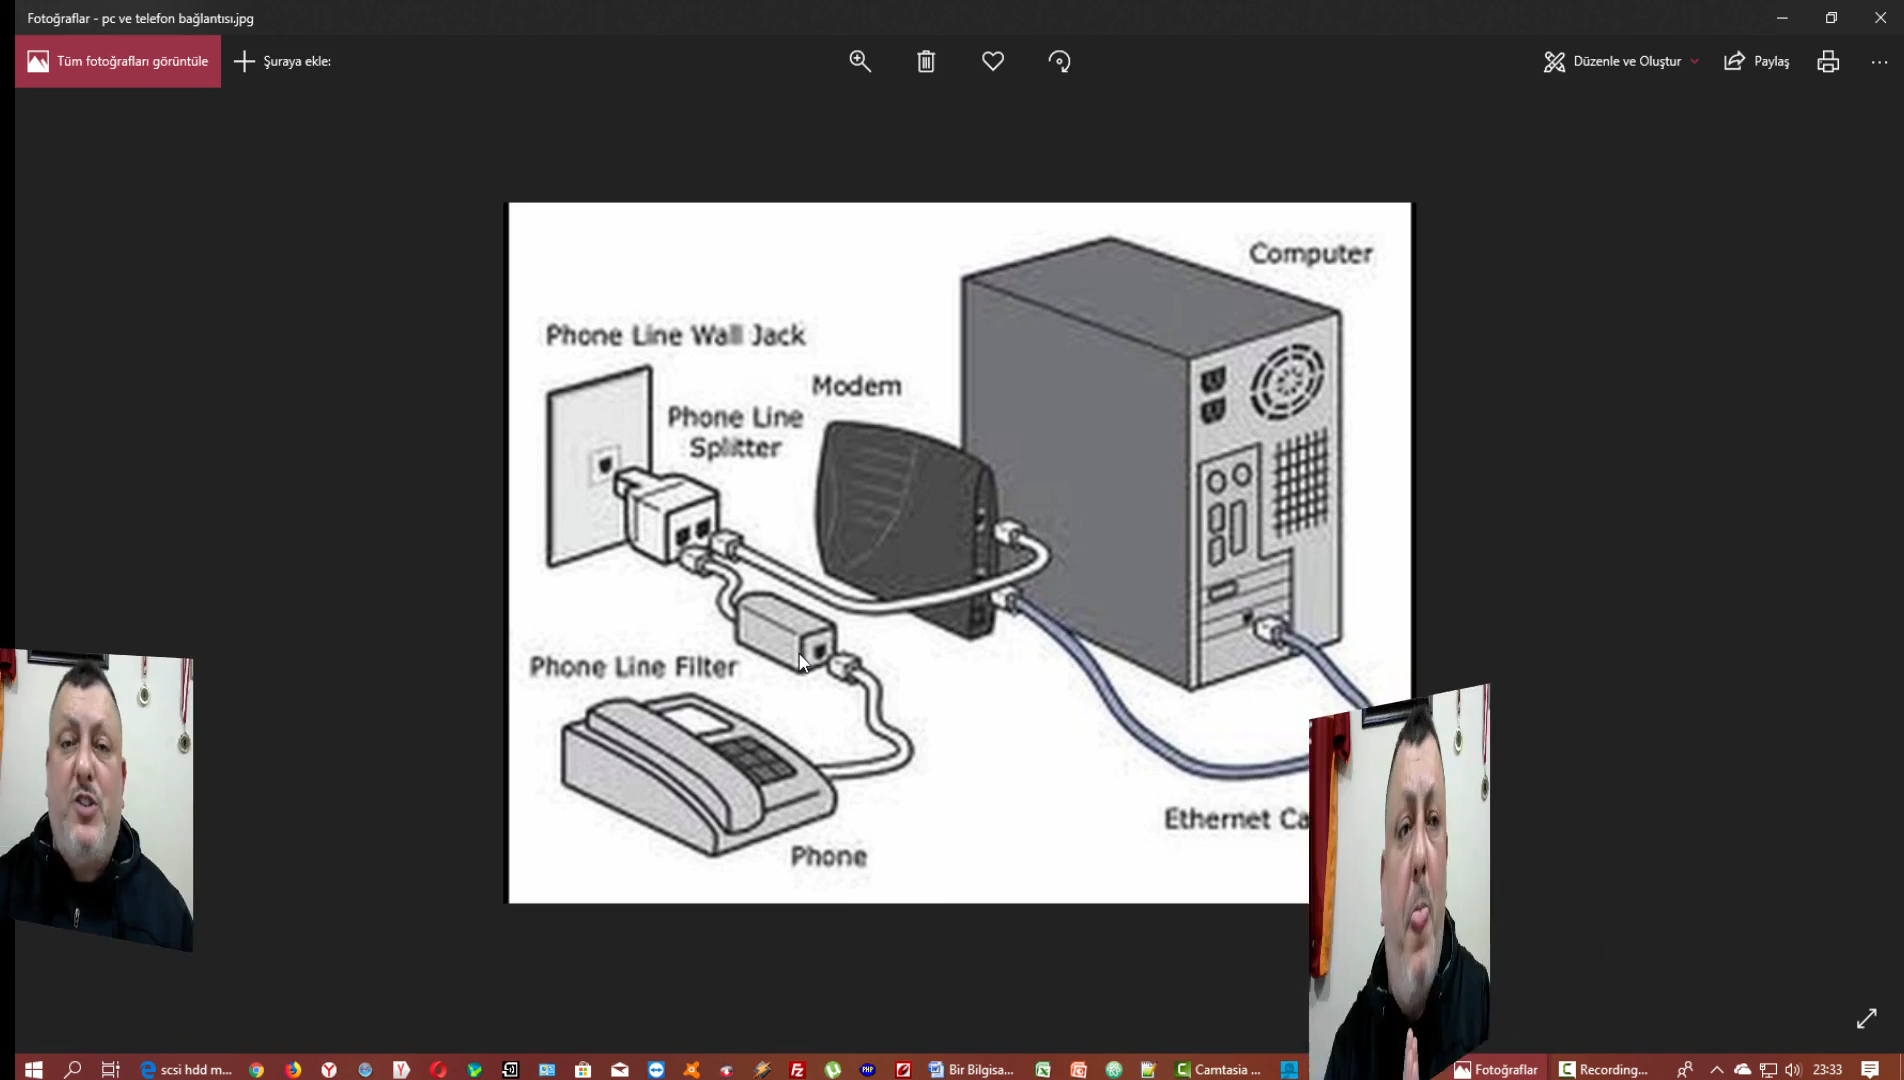 Fotoğraflar - pc ve telefon bağlantısı.jpg
Tüm fotoğrafları görüntüle
Şuraya ekle:
Düzenle ve Oluştur
Paylaş
Computer
Phone Line Wall Jack
Modem
Phone Line
Splitter
Phone Line Filter
Ethernet Ca
Phone
scsi hdd m...
Bir Bilgisa...
Camtasia ...
Fotoğraflar
Recording...
23:33